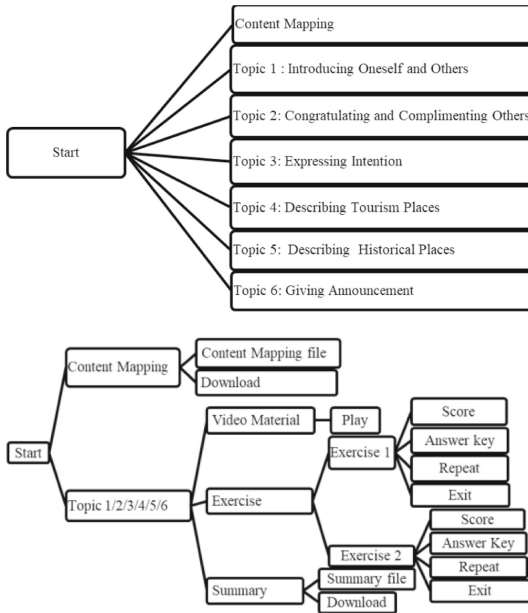 Content Mapping
Topic 1 : Introducing Oneself and Others
Topic 2: Congratulating and Complimenting Others
Start
Topic 3: Expressing Intention
Topic 4: Describing Tourism Places
Topic 5: Describing Historical Places
Topic 6: Giving Announcement
Start
Content Mapping
Content Mapping file
Download
Topic 1/2/3/4/5/6
Video Material
Play
Exercise
Exercise 1
Score
Answer key
Repeat
Exit
Exercise 2
Score
Answer Key
Repeat
Exit
Summary
Summary file
Download